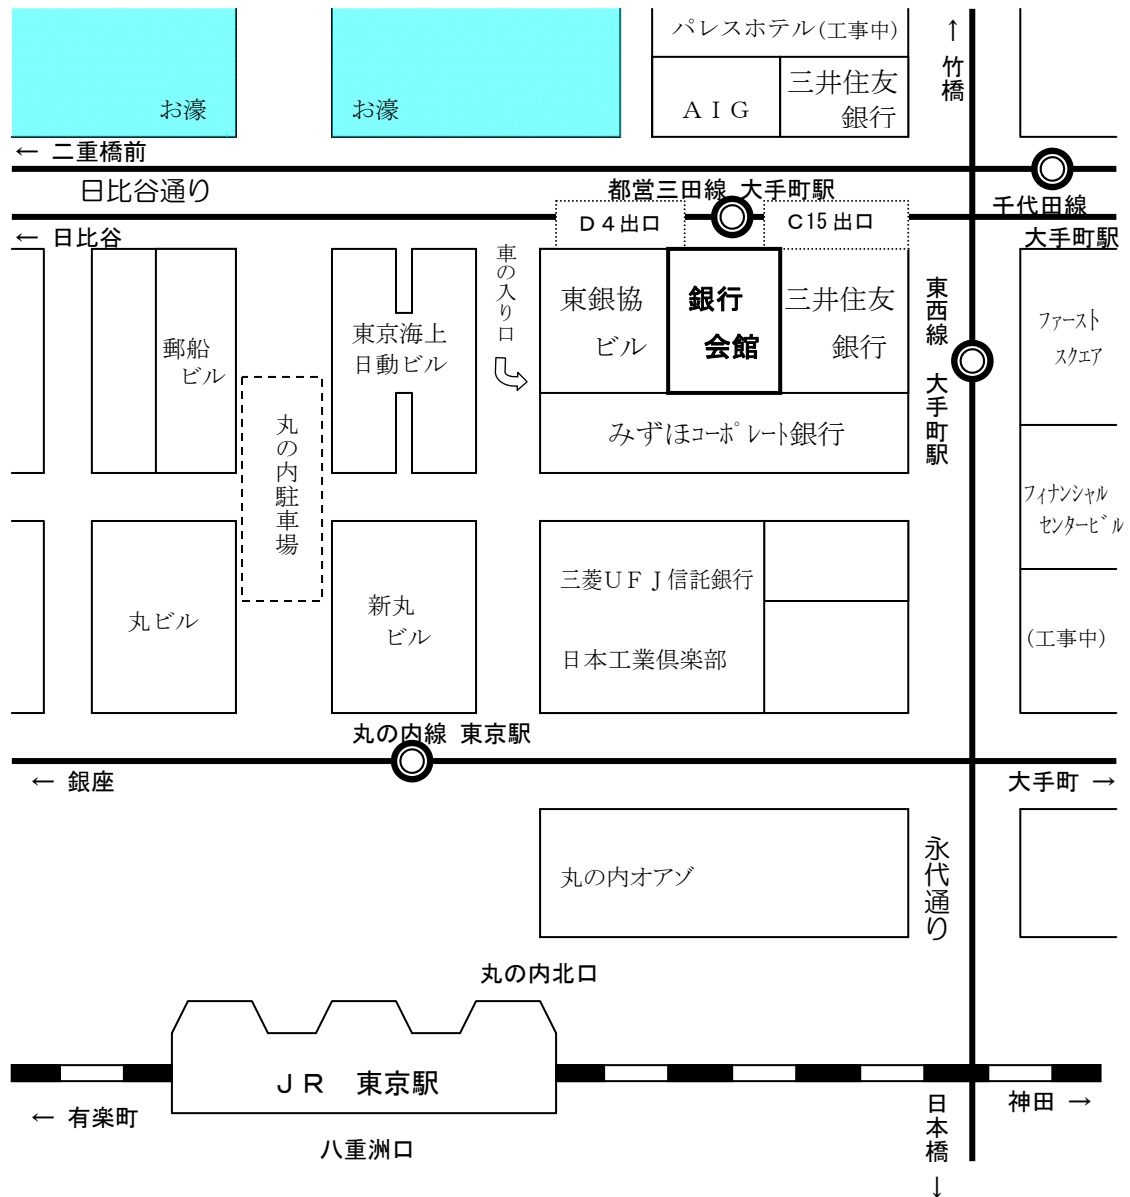 パレスホテル(工事中)
↑
竹橋
三井住友
銀行
ＡＩＧ
お濠
お濠
← 二重橋前
日比谷通り
都営三田線 大手町駅
千代田線
大手町駅
Ｄ４出口
C15 出口
← 日比谷
車の入り口
東銀協
ビル
銀行
会館
三井住友
銀行
東西線 大手町駅
ファースト
スクエア
郵船
ビル
東京海上
日動ビル
みずほコーポレート銀行
丸の内駐車場
フィナンシャル
センタービル
三菱ＵＦＪ信託銀行
日本工業倶楽部
丸ビル
新丸
ビル
(工事中)
丸の内線 東京駅
← 銀座
大手町 →
丸の内オアゾ
永代通り
丸の内北口
ＪＲ 東京駅
← 有楽町
神田 →
八重洲口
日本橋
↓